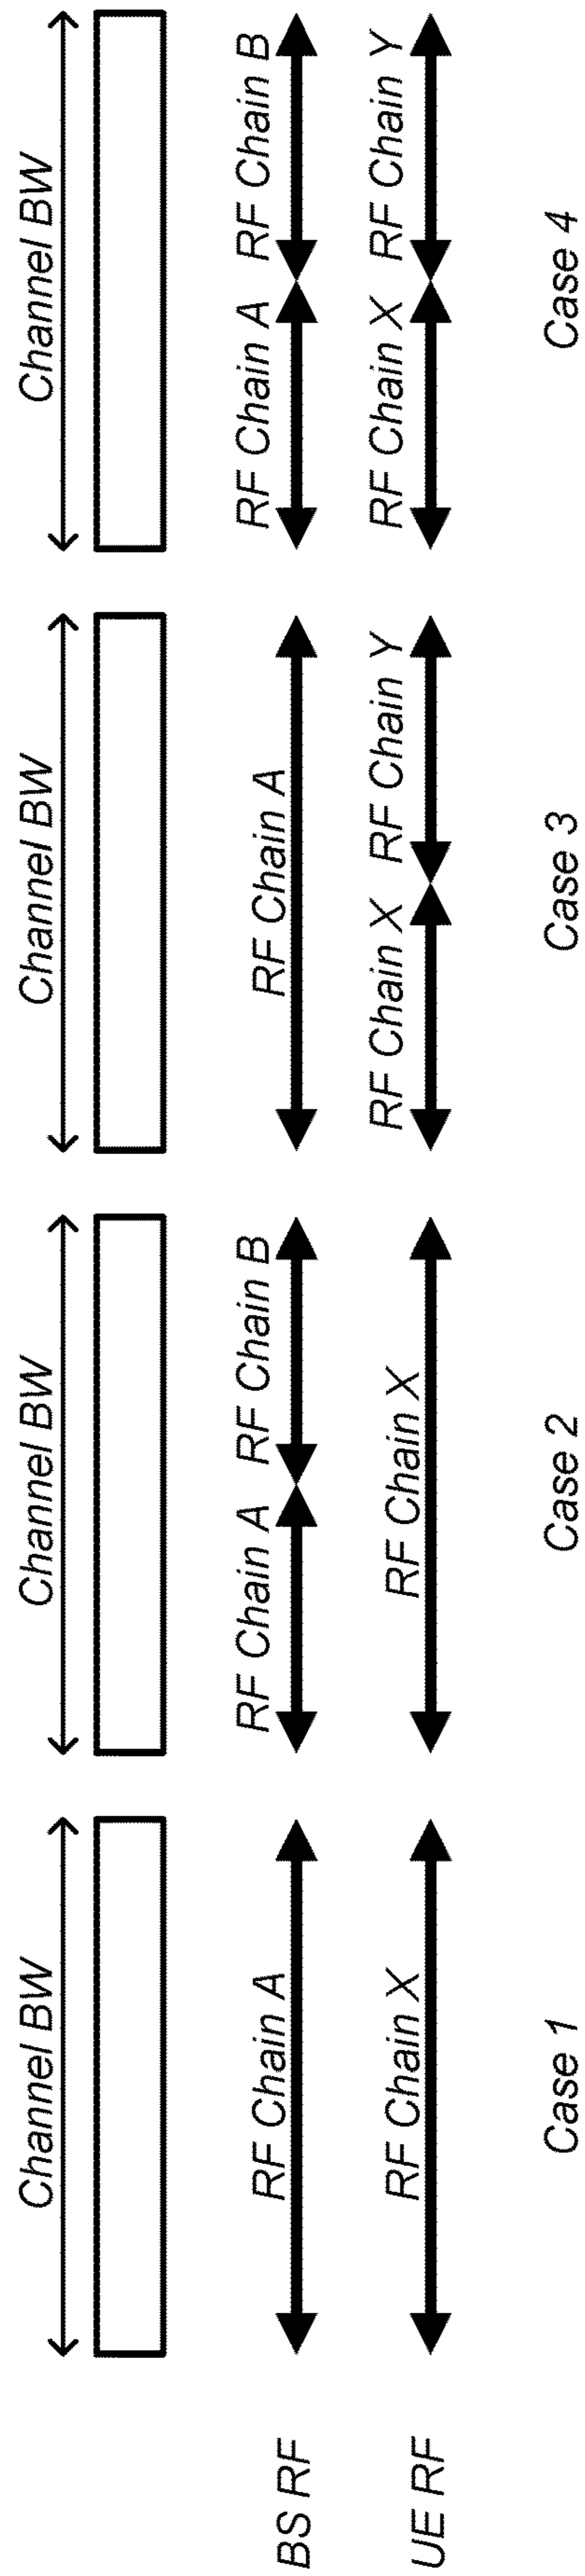 Channel BW
Channel BW
Channel BW
Channel BW
BS RF
RF Chain A
RF Chain A
RF Chain B
RF Chain A
RF Chain A
RF Chain B
UE RF
RF Chain X
RF Chain X
RF Chain X
RF Chain Y
RF Chain X
RF Chain Y
Case 1
Case 2
Case 3
Case 4